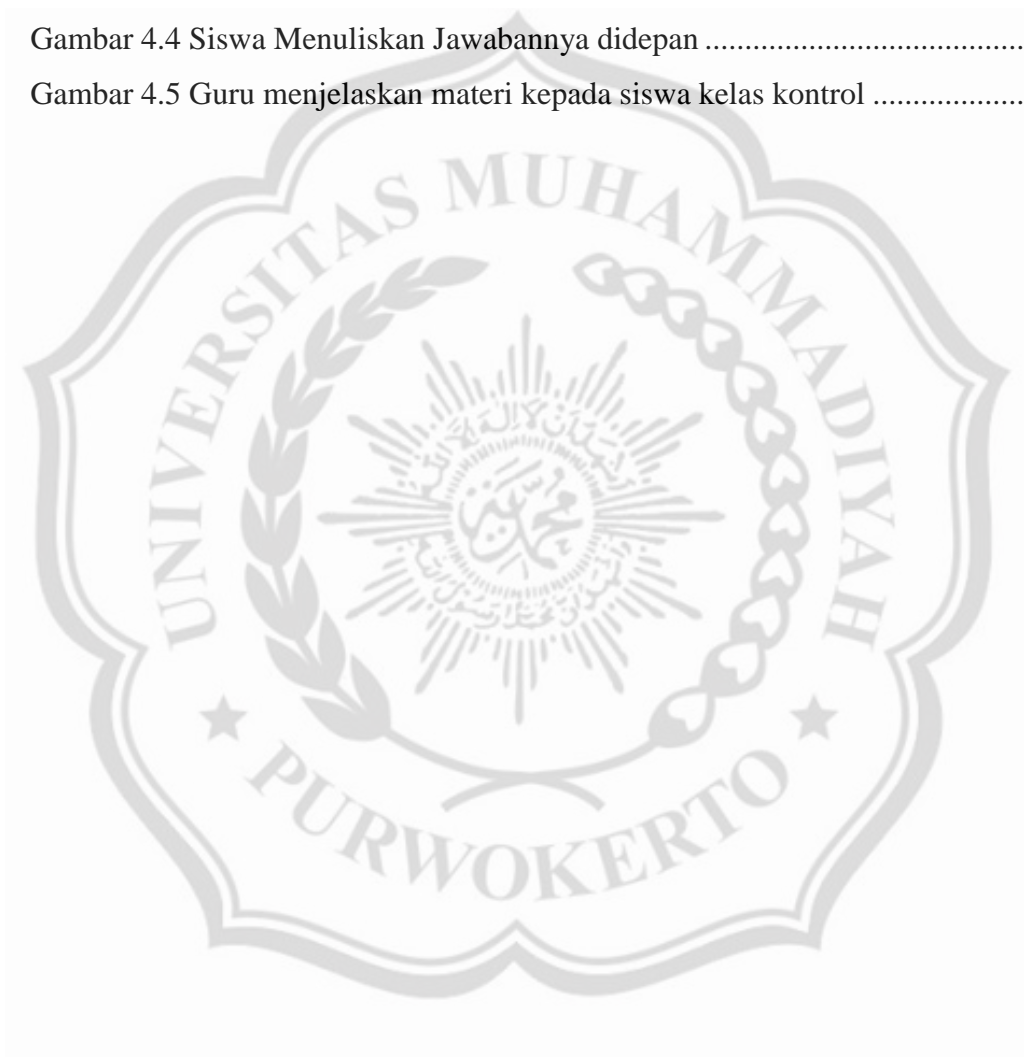 Gambar 4.4 Siswa Menuliskan Jawabannya didepan ........................................
Gambar 4.5 Guru menjelaskan materi kepada siswa kelas kontrol ...................
UNIVERSITAS MUHAMMADIYAH
PURWOKERTO